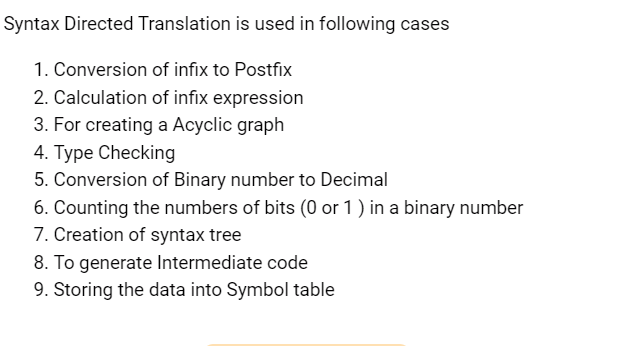 Syntax Directed Translation is used in following cases
1. Conversion of infix to Postfix
2. Calculation of infix expression
3. For creating a Acyclic graph
4. Type Checking
5. Conversion of Binary number to Decimal
6. Counting the numbers of bits (0 or 1 ) in a binary number
7. Creation of syntax tree
8. To generate Intermediate code
9. Storing the data into Symbol table